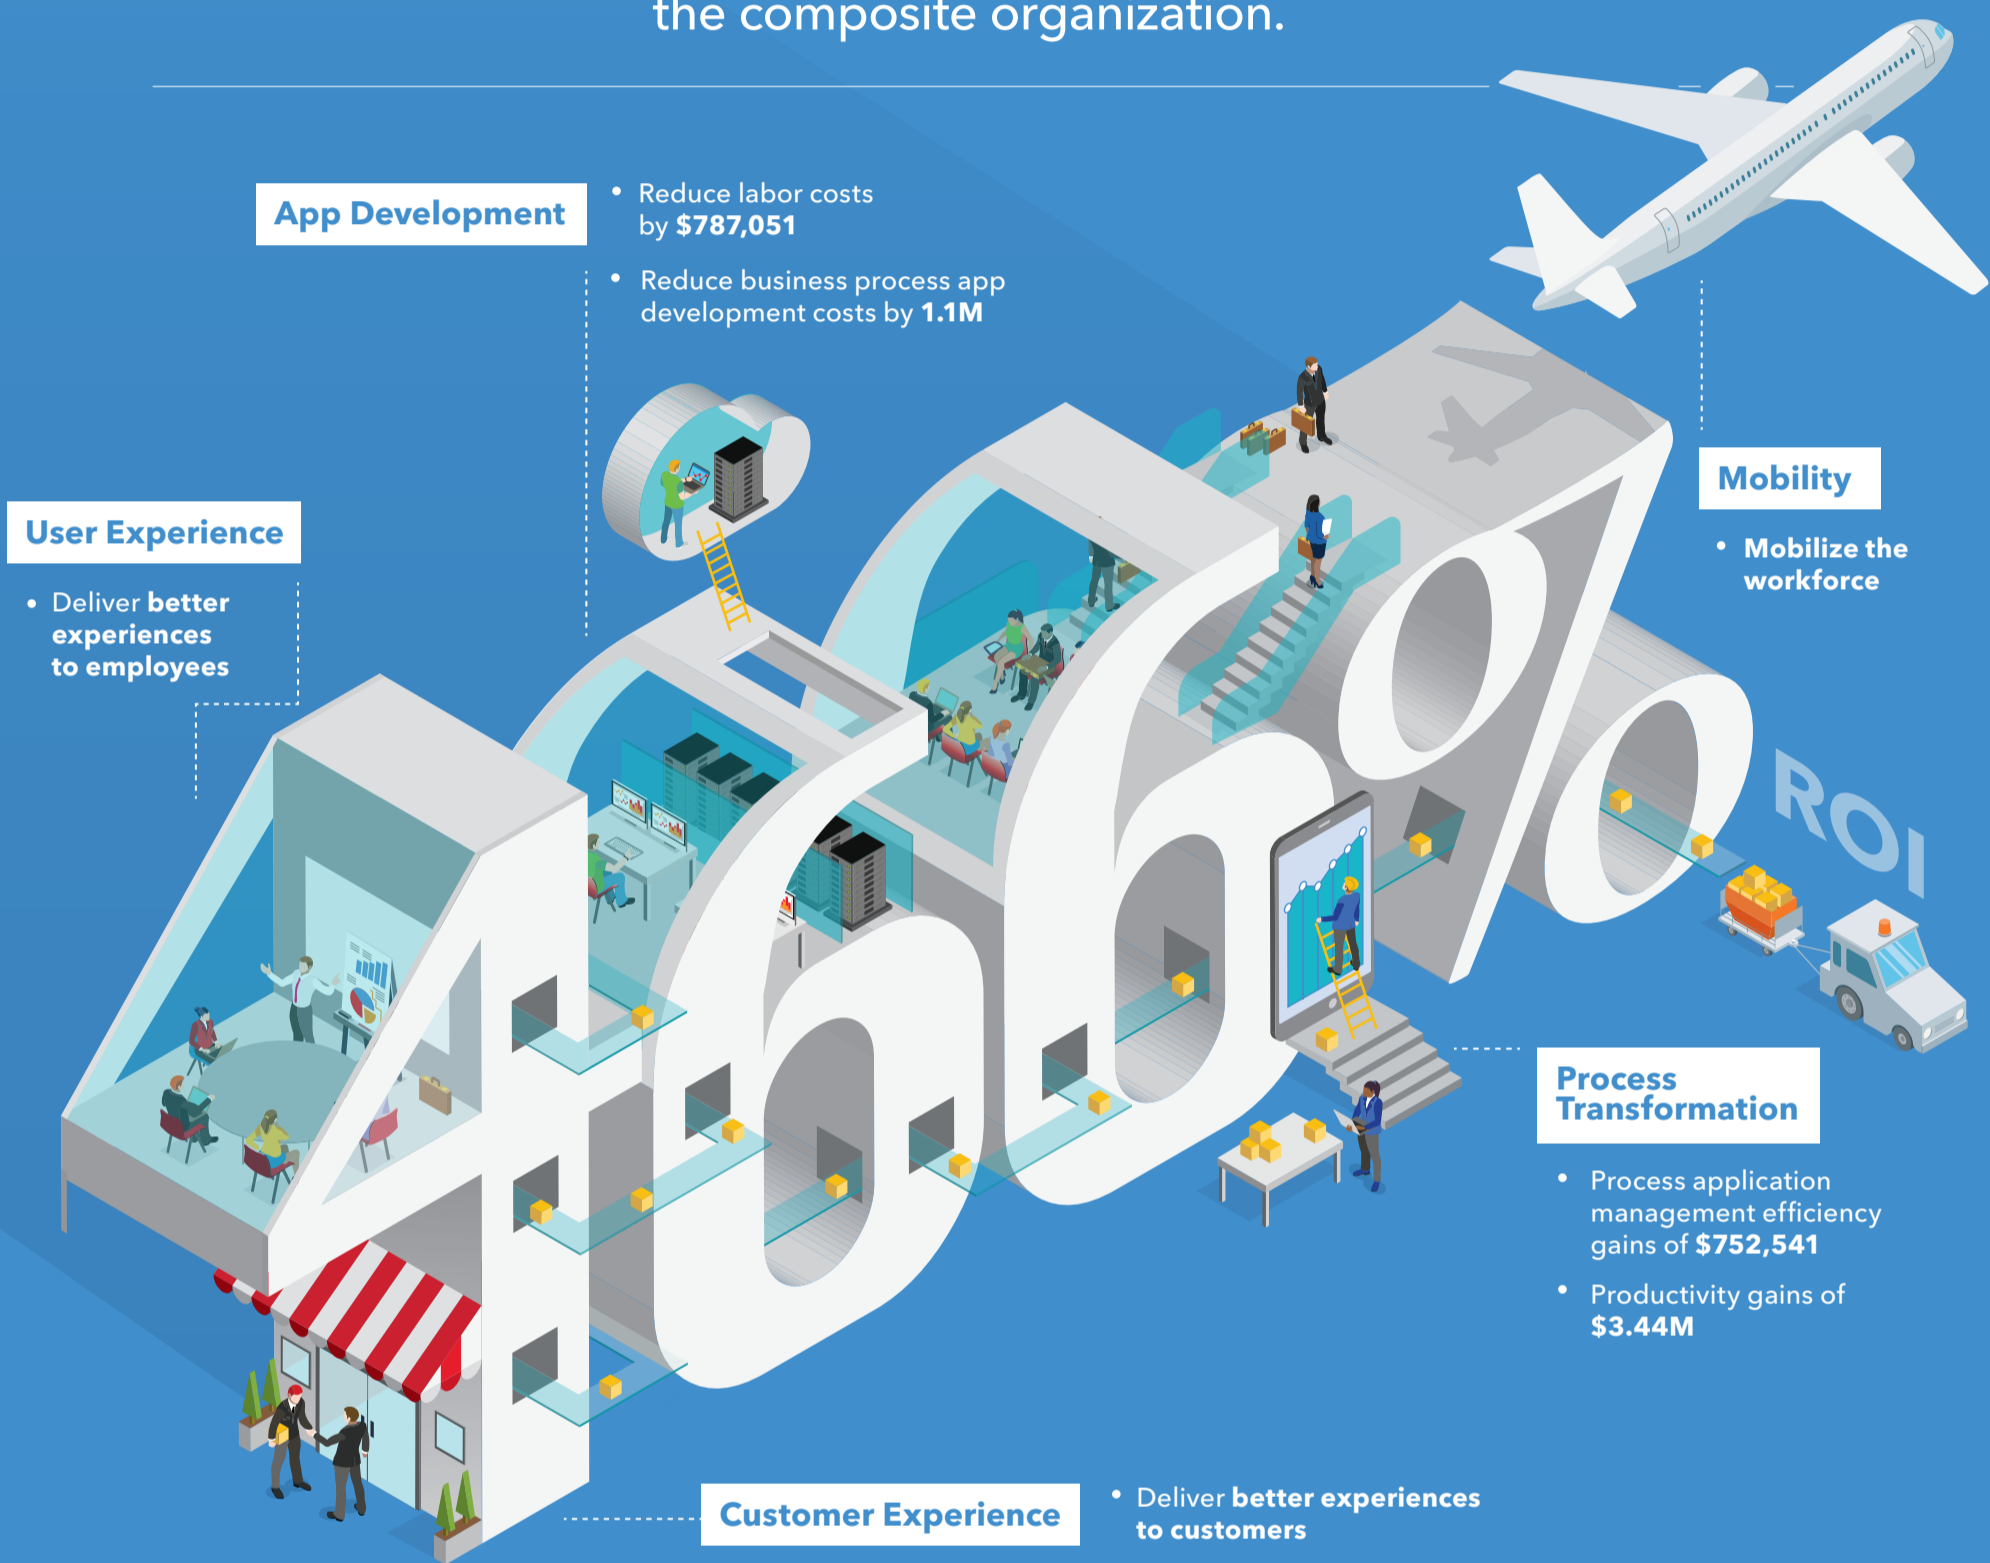 the composite organization.
App Development
• Reduce labor costs
by $787,051
• Reduce business process app
development costs by 1.1M
User Experience
• Deliver better
experiences
to employees
Mobility
• Mobilize the
workforce
466%
ROI
Process
Transformation
• Process application
management efficiency
gains of $752,541
• Productivity gains of
$3.44M
Customer Experience
• Deliver better experiences
to customers